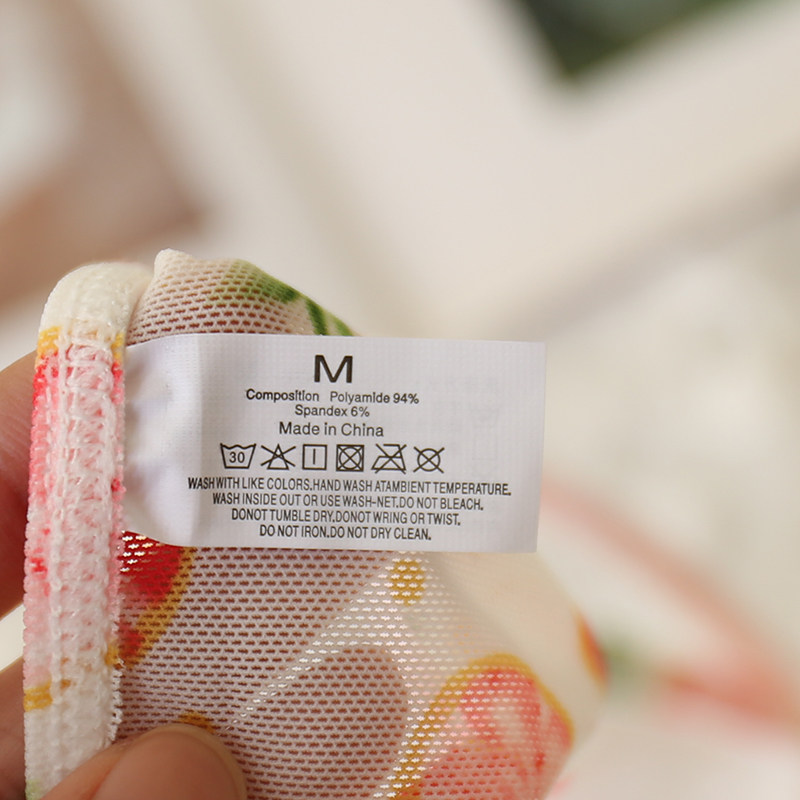 M
Composition Polyamide 94%
Spandex 6%
Made in China
30
WASH WITH LIKE COLORS.HAND WASH ATAMBIENT TEMPERATURE.
WASH INSIDE OUT OR USE WASH-NET.DO NOT BLEACH.
DONOT TUMBLE DRY.DONOT WRING OR TWIST.
DO NOT IRON.DO NOT DRY CLEAN.